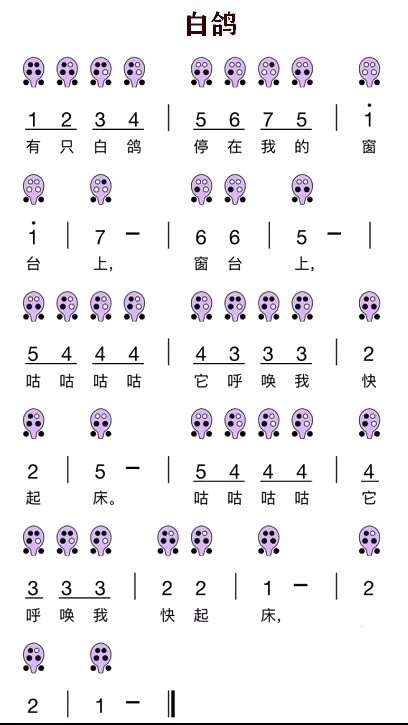 白鸽
1 2 3 4 | 5 6 7 5 | 1̇
有 只 白 鸽 停 在 我 的 窗
1̇ | 7 – | 6 6 | 5 – |
台 上, 窗 台 上,
5 4 4 4 | 4 3 3 3 | 2
咕 咕 咕 咕 它 呼 唤 我 快
2 | 5 – | 5 4 4 4 | 4
起 床。 咕 咕 咕 咕 它
3 3 3 | 2 2 | 1 – | 2
呼 唤 我 快 起 床,
2 | 1 – ‖